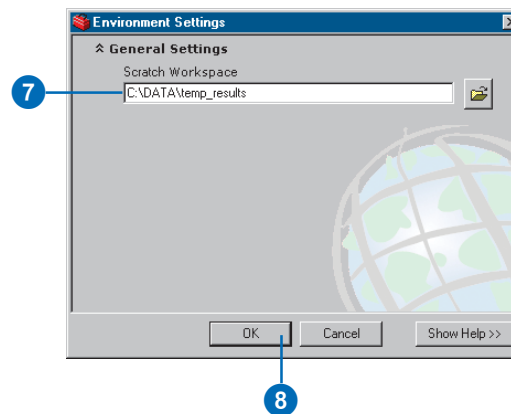 Environment Settings
General Settings
Scratch Workspace
7
C:\DATA\temp_results
OK
Cancel
Show Help >>
8